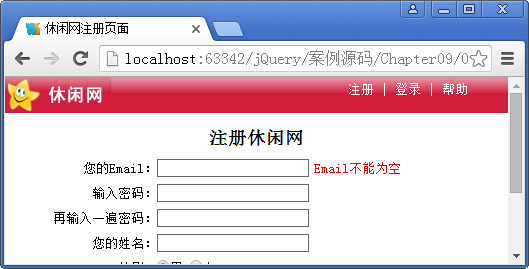 休闲网注册页面
localhost:63342/jQuery/案例源码/Chapter09/0
休闲网
注册 | 登录 | 帮助
注册休闲网
您的Email: Email不能为空
输入密码:
再输入一遍密码:
您的姓名: